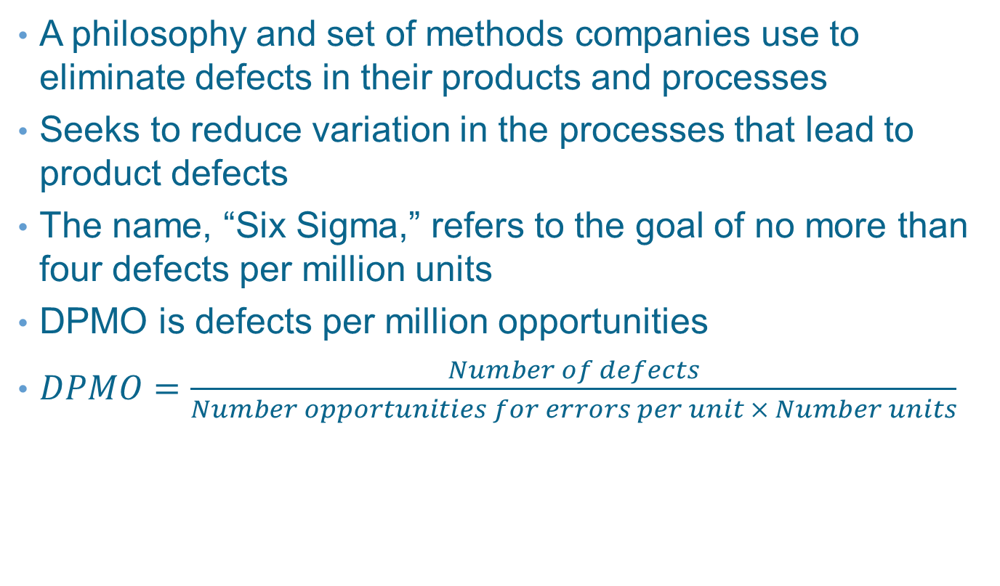 • A philosophy and set of methods companies use to
eliminate defects in their products and processes
• Seeks to reduce variation in the processes that lead to
product defects
• The name, “Six Sigma,” refers to the goal of no more than
four defects per million units
• DPMO is defects per million opportunities
• DPMO = Number of defects / Number opportunities for errors per unit × Number units